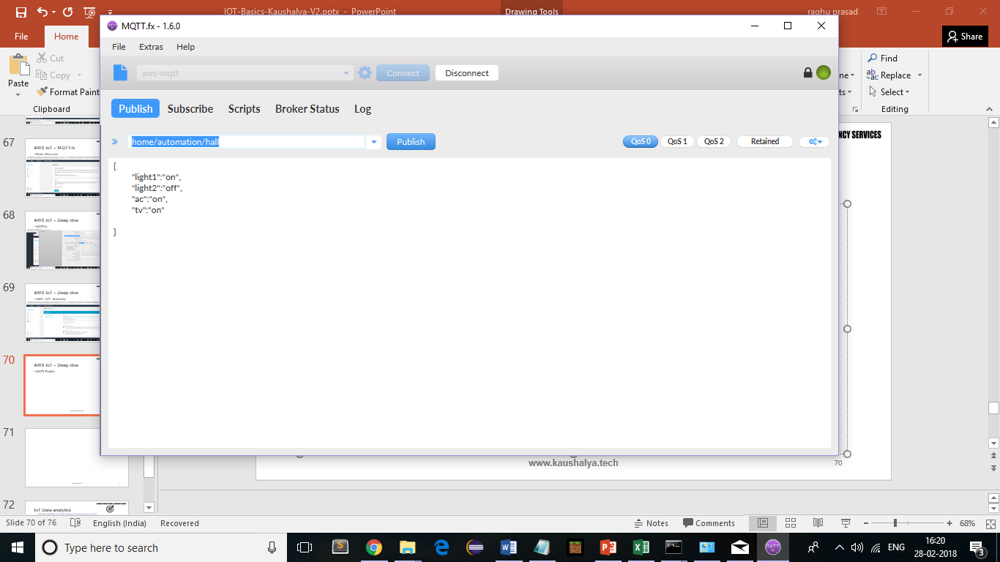 IOT-Basics-Kaushalya-V2.pptx - PowerPoint
Drawing Tools
raghu prasad
File
Home
Share
Paste
Cut
Copy
Format Paint
Clipboard
Find
Replace
Select
Editing
MQTT.fx - 1.6.0
File Extras Help
aws-mqtt
Connect
Disconnect
Publish
Subscribe
Scripts
Broker Status
Log
home/automation/hall
Publish
QoS 0
QoS 1
QoS 2
Retained
{
"light1":"on",
"light2":"off",
"ac":"on",
"tv":"on"
}
NCY SERVICES
67
AWS IoT – MQTT.fx
68
AWS IoT – Deep dive
69
AWS IoT – Deep dive
• AWS - IoT - Subscribe
70
AWS IoT – Deep dive
• MQTT Publish
71
72
IoT Data analytics
www.kaushalya.tech
70
Slide 70 of 76
English (India)
Recovered
Notes
Comments
68%
Type here to search
ENG
16:20
28-02-2018
3